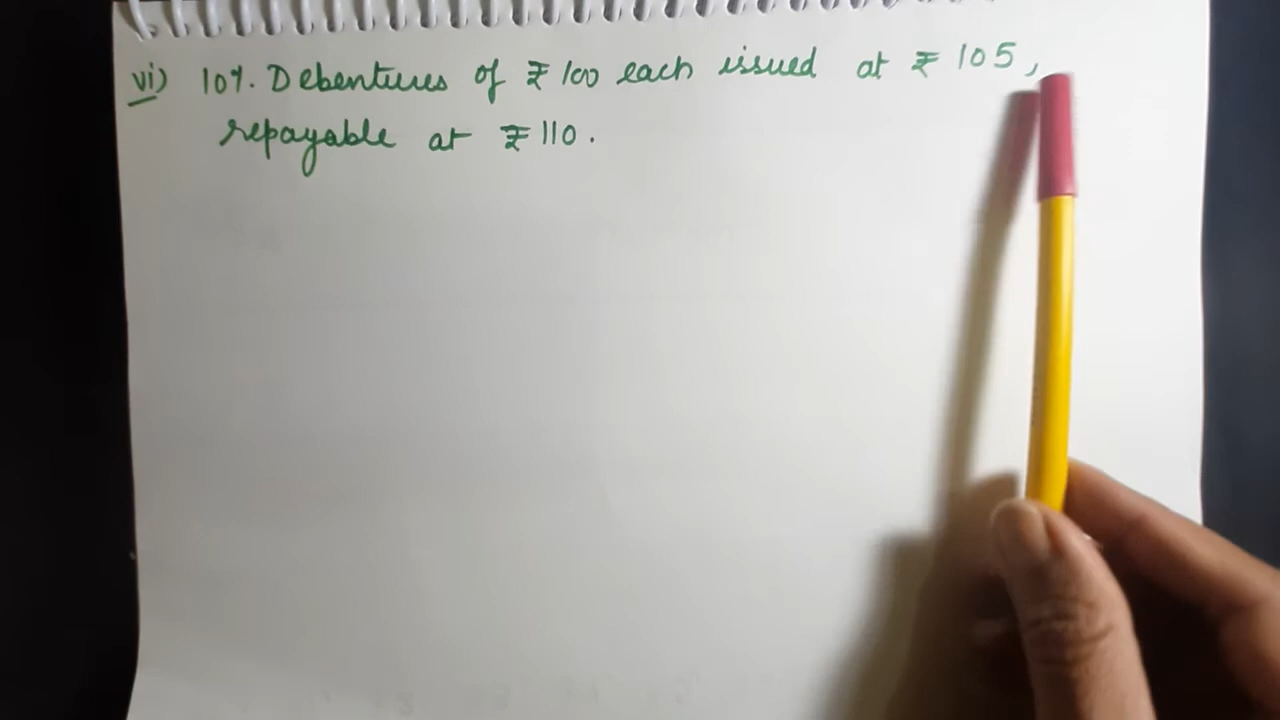 vi) 10%. Debentures of ₹ 100 each issued at ₹ 105,
repayable at ₹ 110.